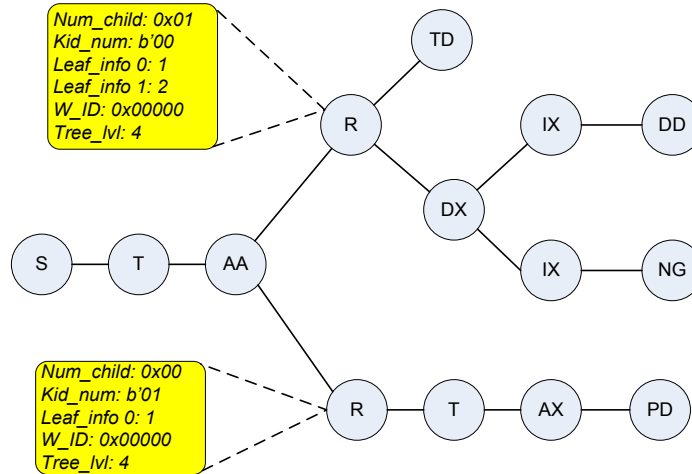 Num_child: 0x01
Kid_num: b'00
Leaf_info 0: 1
Leaf_info 1: 2
W_ID: 0x00000
Tree_lvl: 4
TD
R
IX
DD
DX
S
T
AA
IX
NG
Num_child: 0x00
Kid_num: b'01
Leaf_info 0: 1
W_ID: 0x00000
Tree_lvl: 4
R
T
AX
PD